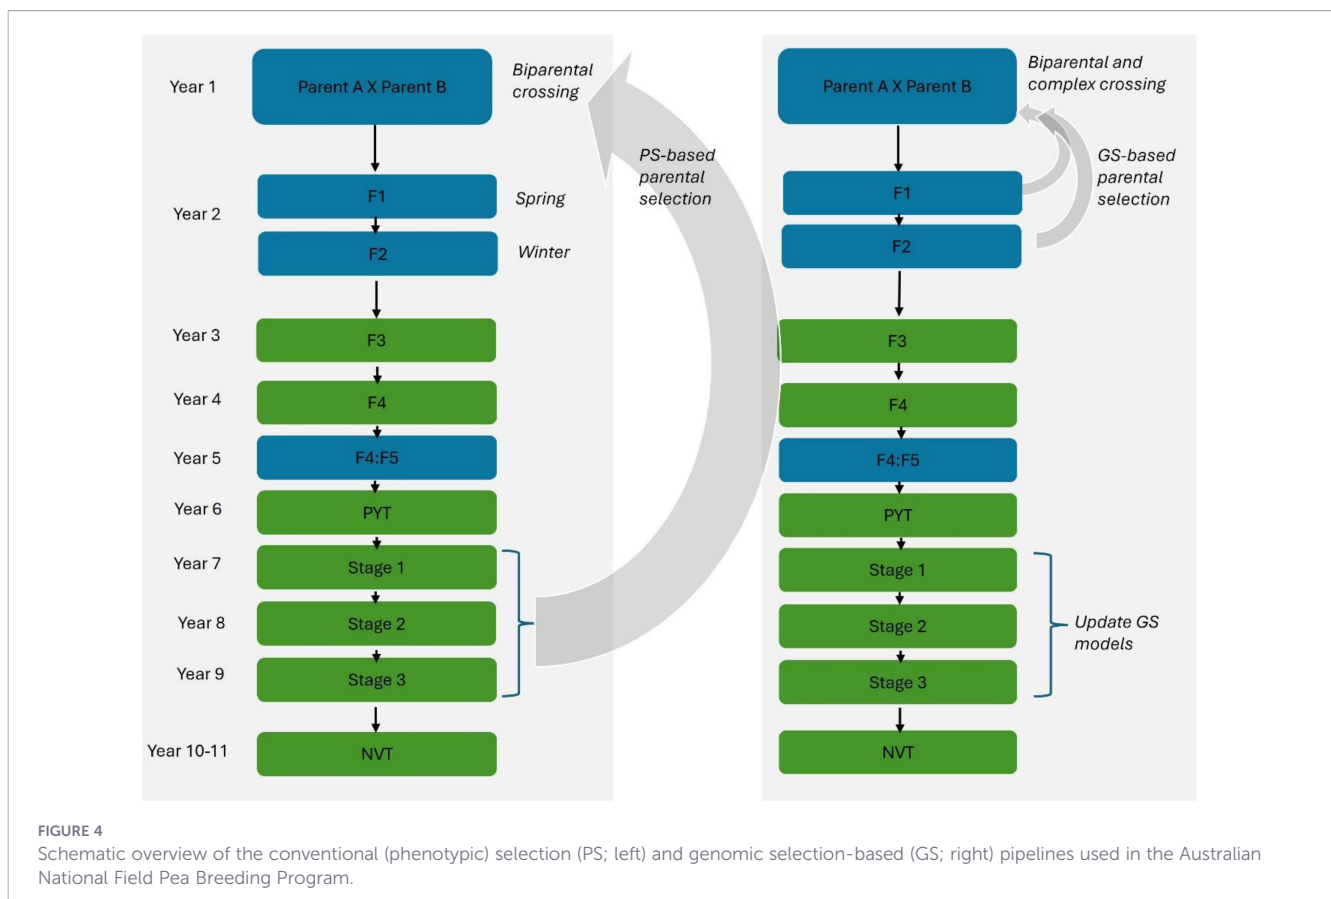 Year 1
Parent A X Parent B
Biparental
crossing
Year 2
F1
Spring
F2
Winter
Year 3
F3
Year 4
F4
Year 5
F4:F5
Year 6
PYT
Year 7
Stage 1
Year 8
Stage 2
Year 9
Stage 3
Year 10-11
NVT
PS-based
parental
selection
Parent A X Parent B
Biparental and
complex crossing
GS-based
parental
selection
F1
F2
F3
F4
F4:F5
PYT
Stage 1
Stage 2
Update GS
models
Stage 3
NVT
FIGURE 4
Schematic overview of the conventional (phenotypic) selection (PS; left) and genomic selection-based (GS; right) pipelines used in the Australian
National Field Pea Breeding Program.